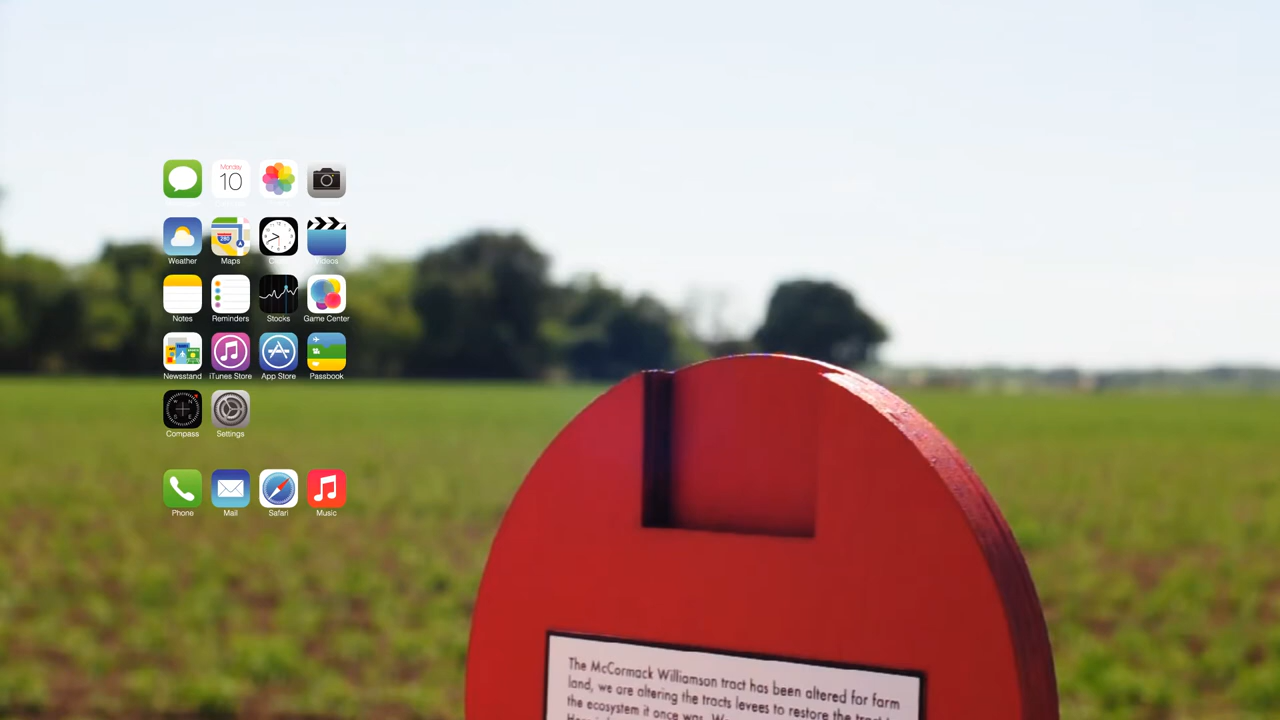 Monday
10
Weather Maps Videos
280
Notes Reminders Stocks Game Center
Newsstand iTunes Store App Store Passbook
Compass Settings
Phone Mail Safari Music
The McCormack Williamson tract has been altered for farm
land, we are altering the tracts levees to restore the
the ecosystem it once was.